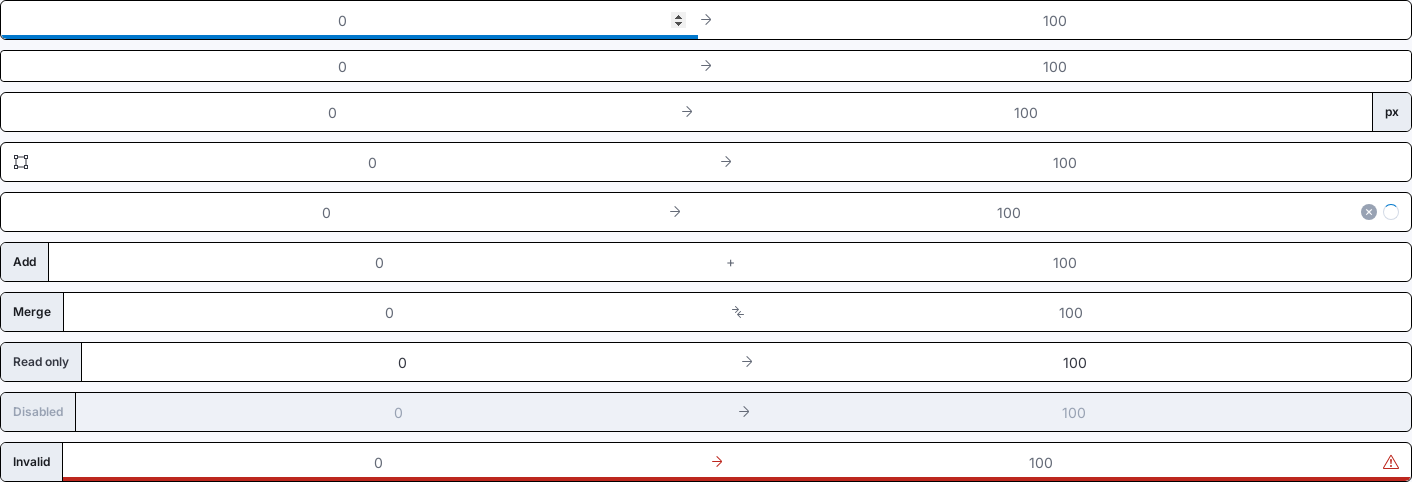 0 → 100
0 → 100
0 → 100 px
0 → 100
0 → 100
Add 0 + 100
Merge 0 100
Read only 0 → 100
Disabled 0 → 100
Invalid 0 → 100